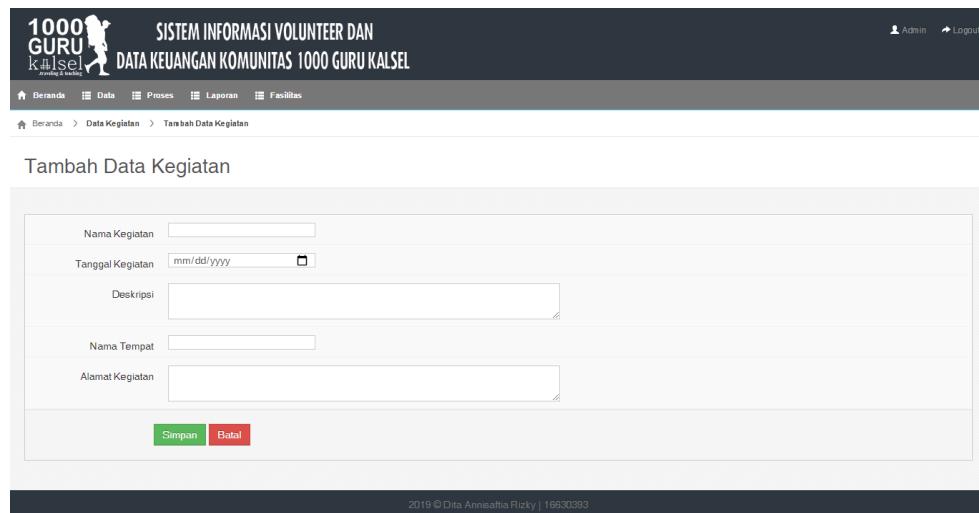 1000
GURU
kalsel
traveling & teaching
SISTEM INFORMASI VOLUNTEER DAN
DATA KEUANGAN KOMUNITAS 1000 GURU KALSEL
Admin Logout
Beranda Data Proses Laporan Fasilitas
Beranda > Data Kegiatan > Tambah Data Kegiatan
Tambah Data Kegiatan
Nama Kegiatan
Tanggal Kegiatan mm/dd/yyyy
Deskripsi
Nama Tempat
Alamat Kegiatan
Simpan Batal
2019 © Dita Annisaftia Rizky | 16630393